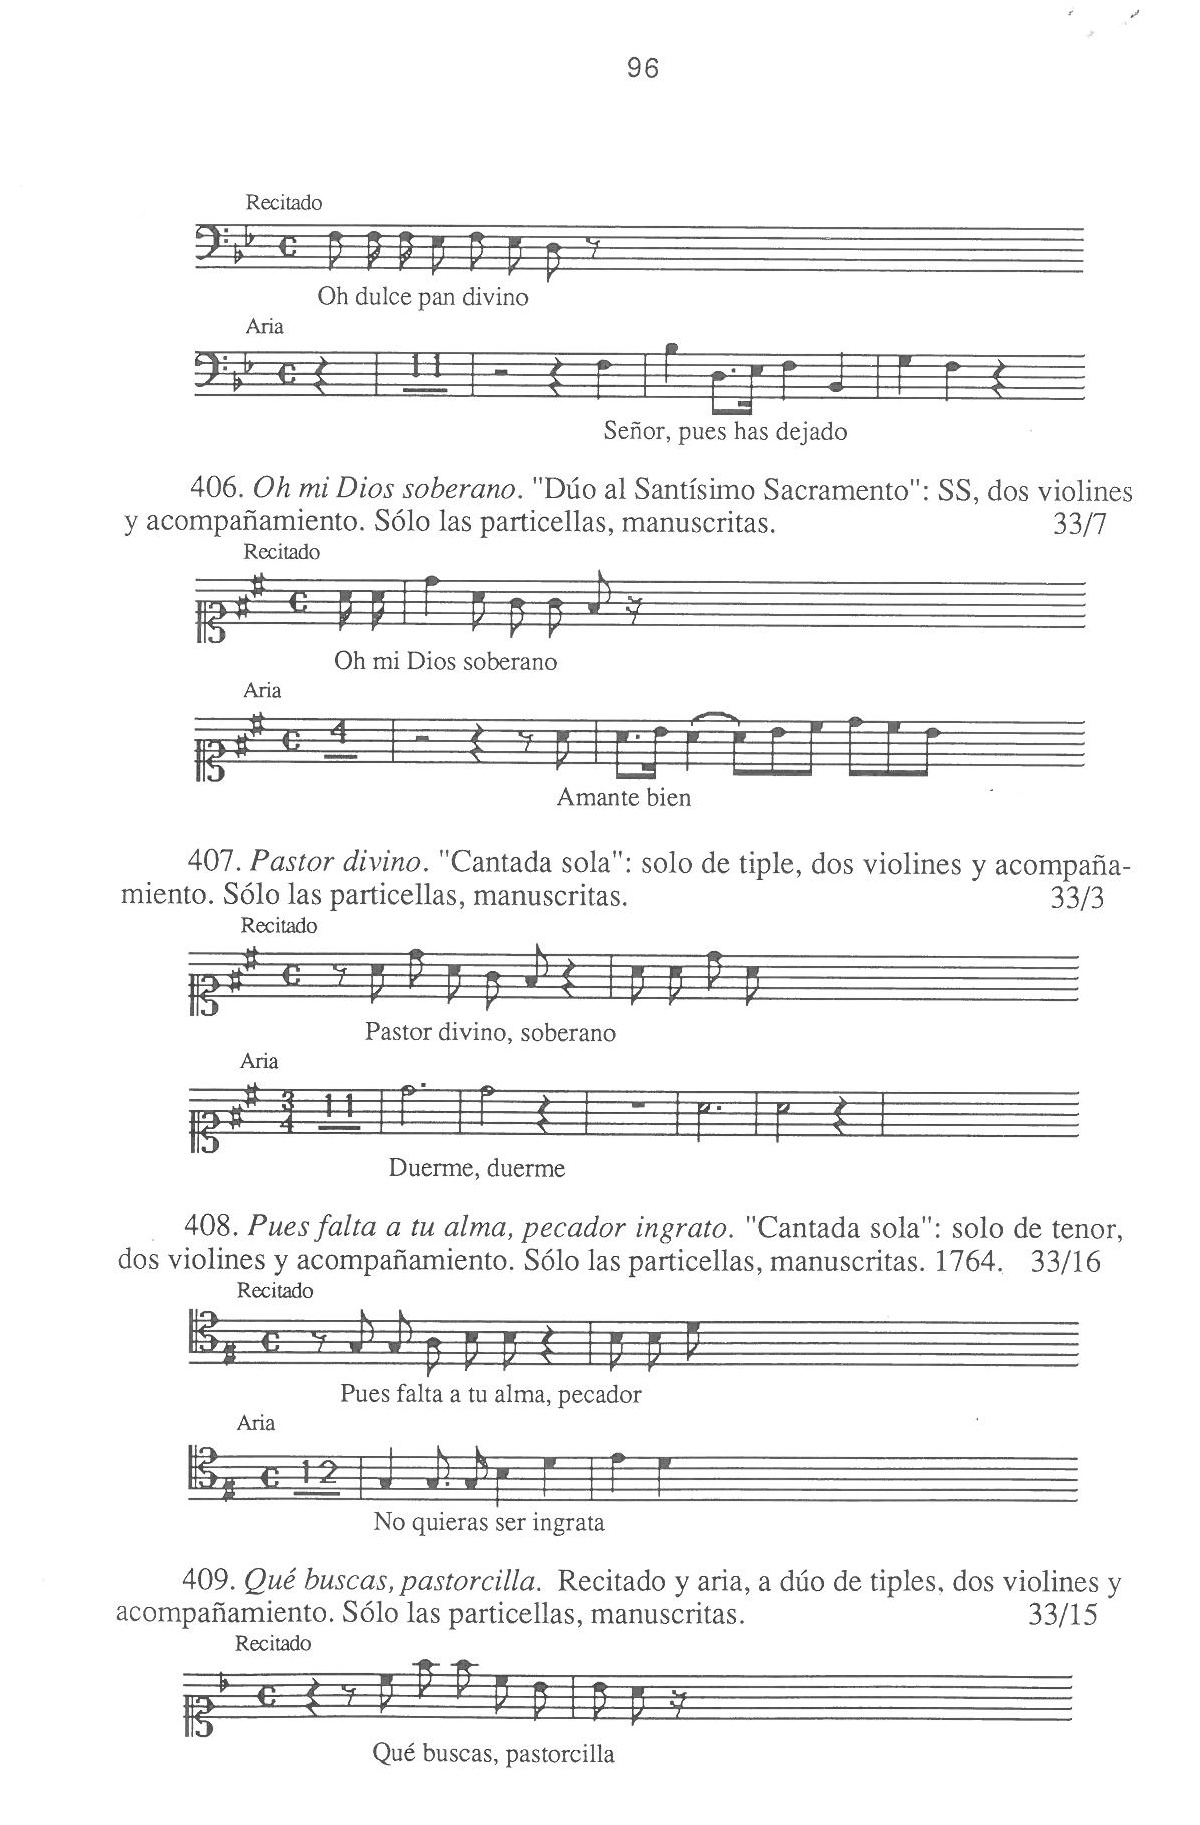 96
Recitado
Oh dulce pan divino
Aria
11
Señor, pues has dejado
406. Oh mi Dios soberano. "Dúo al Santísimo Sacramento": SS, dos violines
y acompañamiento. Sólo las particellas, manuscritas. 33/7
Recitado
Oh mi Dios soberano
Aria
4
Amante bien
407. Pastor divino. "Cantada sola": solo de tiple, dos violines y acompaña-
miento. Sólo las particellas, manuscritas. 33/3
Recitado
Pastor divino, soberano
Aria
3/4 11
Duerme, duerme
408. Pues falta a tu alma, pecador ingrato. "Cantada sola": solo de tenor,
dos violines y acompañamiento. Sólo las particellas, manuscritas. 1764. 33/16
Recitado
Pues falta a tu alma, pecador
Aria
12
No quieras ser ingrata
409. Qué buscas, pastorcilla. Recitado y aria, a dúo de tiples, dos violines y
acompañamiento. Sólo las particellas, manuscritas. 33/15
Recitado
Qué buscas, pastorcilla